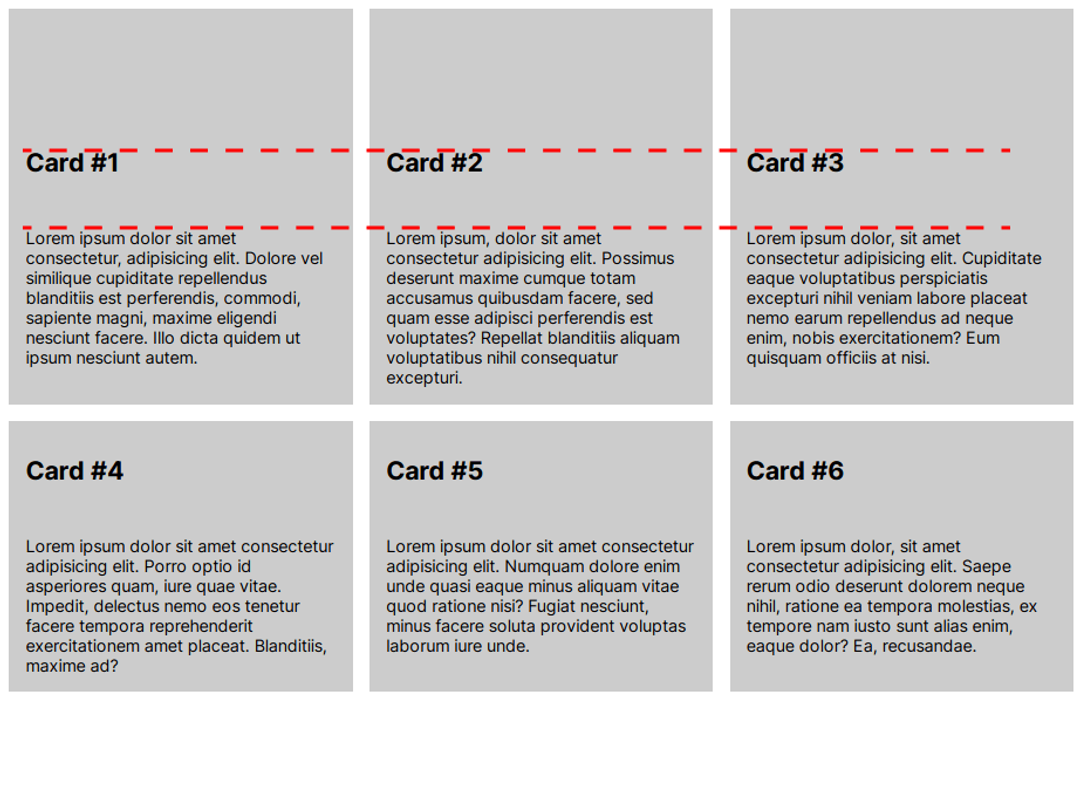 Card #1
Lorem ipsum dolor sit amet
consectetur, adipisicing elit. Dolore vel
similique cupiditate repellendus
blanditiis est perferendis, commodi,
sapiente magni, maxime eligendi
nesciunt facere. Illo dicta quidem ut
ipsum nesciunt autem.
Card #2
Lorem ipsum, dolor sit amet
consectetur adipisicing elit. Possimus
deserunt maxime cumque totam
accusamus quibusdam facere, sed
quam esse adipisci perferendis est
voluptates? Repellat blanditiis aliquam
voluptatibus nihil consequatur
excepturi.
Card #3
Lorem ipsum dolor, sit amet
consectetur adipisicing elit. Cupiditate
eaque voluptatibus perspiciatis
excepturi nihil veniam labore placeat
nemo earum repellendus ad neque
enim, nobis exercitationem? Eum
quisquam officiis at nisi.
Card #4
Lorem ipsum dolor sit amet consectetur
adipisicing elit. Porro optio id
asperiores quam, iure quae vitae.
Impedit, delectus nemo eos tenetur
facere tempora reprehenderit
exercitationem amet placeat. Blanditiis,
maxime ad?
Card #5
Lorem ipsum dolor sit amet consectetur
adipisicing elit. Numquam dolore enim
unde quasi eaque minus aliquam vitae
quod ratione nisi? Fugiat nesciunt,
minus facere soluta provident voluptas
laborum iure unde.
Card #6
Lorem ipsum dolor, sit amet
consectetur adipisicing elit. Saepe
rerum odio deserunt dolorem neque
nihil, ratione ea tempora molestias, ex
tempore nam iusto sunt alias enim,
eaque dolor? Ea, recusandae.